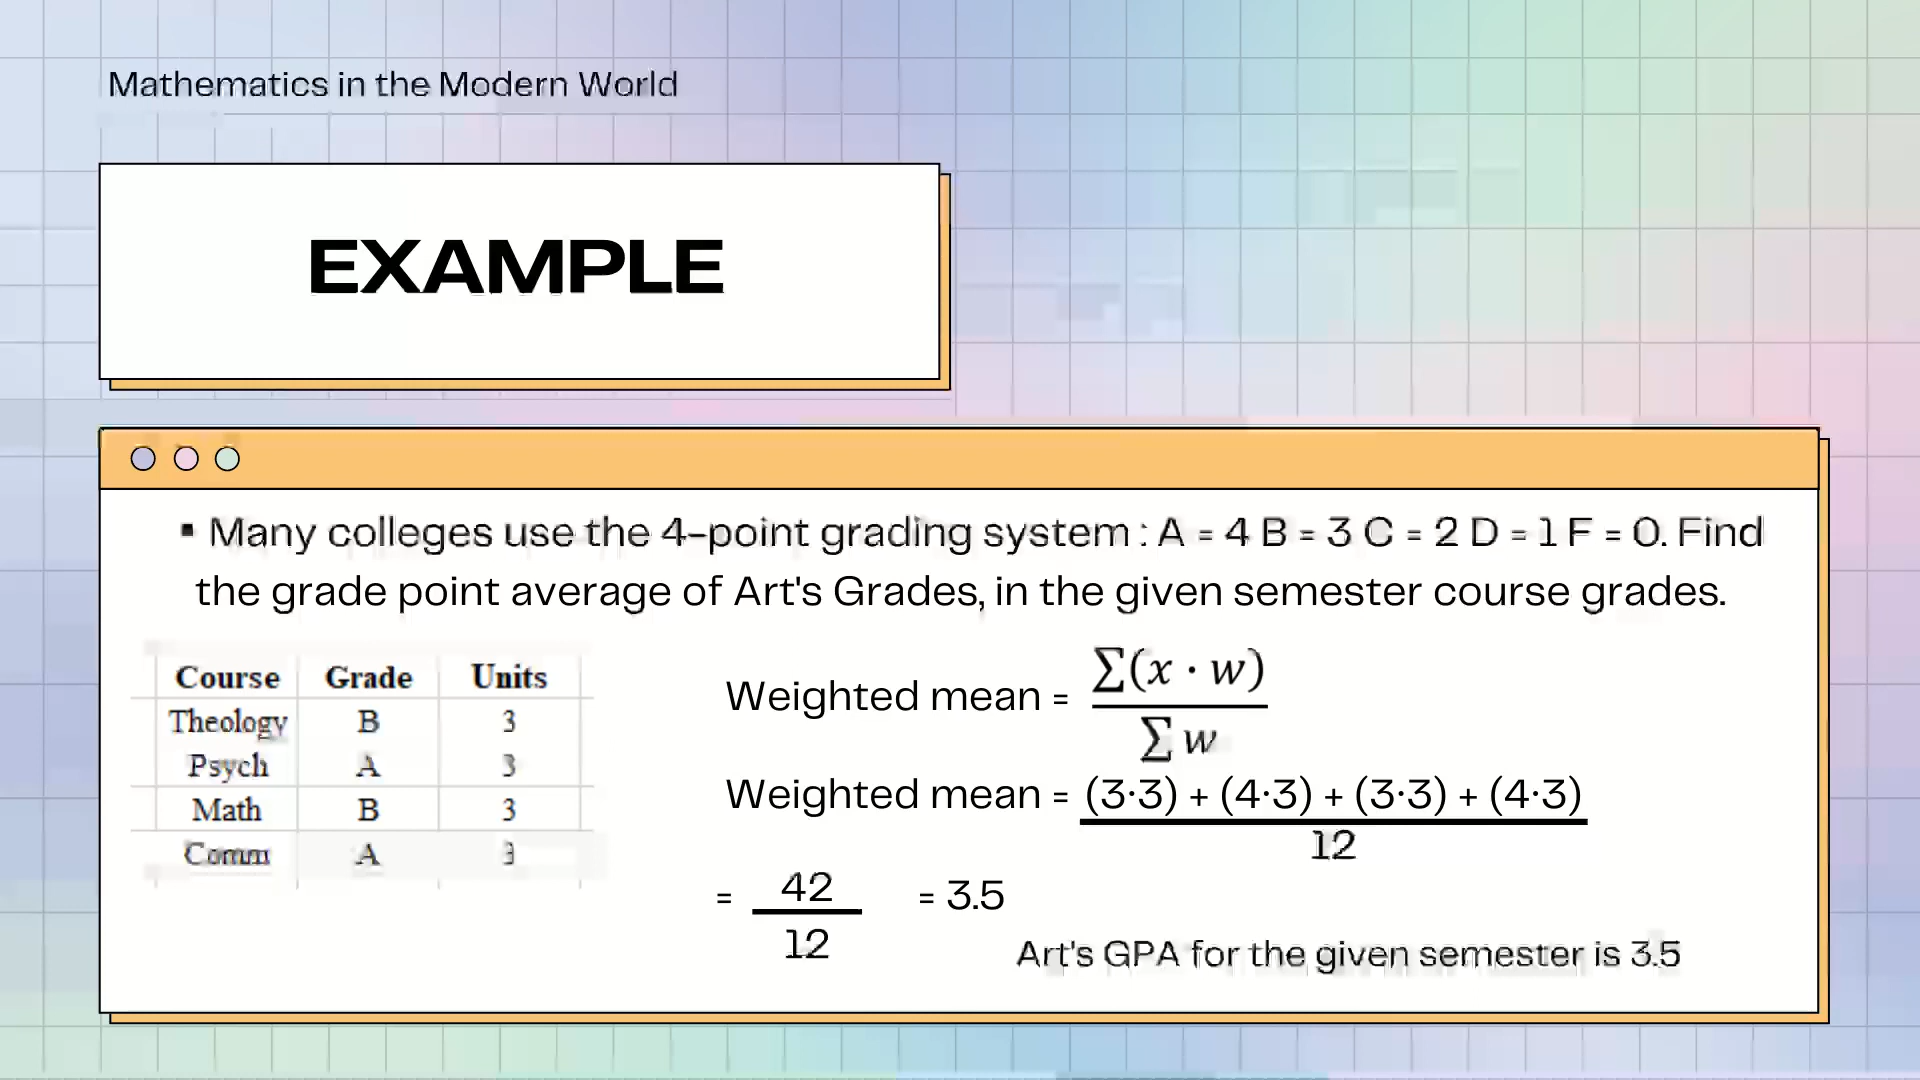 Mathematics in the Modern World
EXAMPLE
▪ Many colleges use the 4-point grading system : A = 4 B = 3 C = 2 D = 1 F = 0. Find
the grade point average of Art's Grades, in the given semester course grades.
Course Grade Units
Theology B 3
Psych A 3
Math B 3
Comm A 3
Weighted mean = ∑(x · w) / ∑ w
Weighted mean = (3·3) + (4·3) + (3·3) + (4·3) / 12
= 42 / 12 = 3.5
Art's GPA for the given semester is 3.5